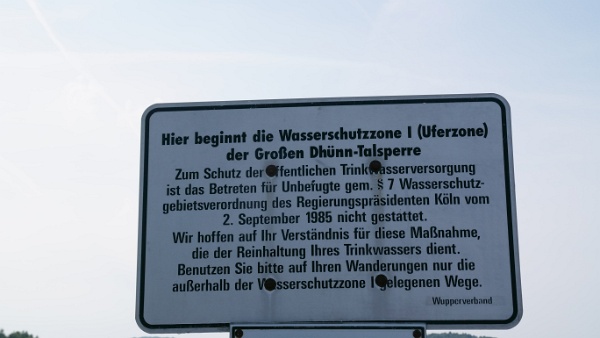 Hier beginnt die Wasserschutzzone I (Uferzone)
der Großen Dhünn-Talsperre
Zum Schutz der öffentlichen Trinkwasserversorgung
ist das Betreten für Unbefugte gem. § 7 Wasserschutz-
gebietsverordnung des Regierungspräsidenten Köln vom
2. September 1985 nicht gestattet.
Wir hoffen auf Ihr Verständnis für diese Maßnahme,
die der Reinhaltung Ihres Trinkwassers dient.
Benutzen Sie bitte auf Ihren Wanderungen nur die
außerhalb der Wasserschutzzone I gelegenen Wege.
Wupperverband